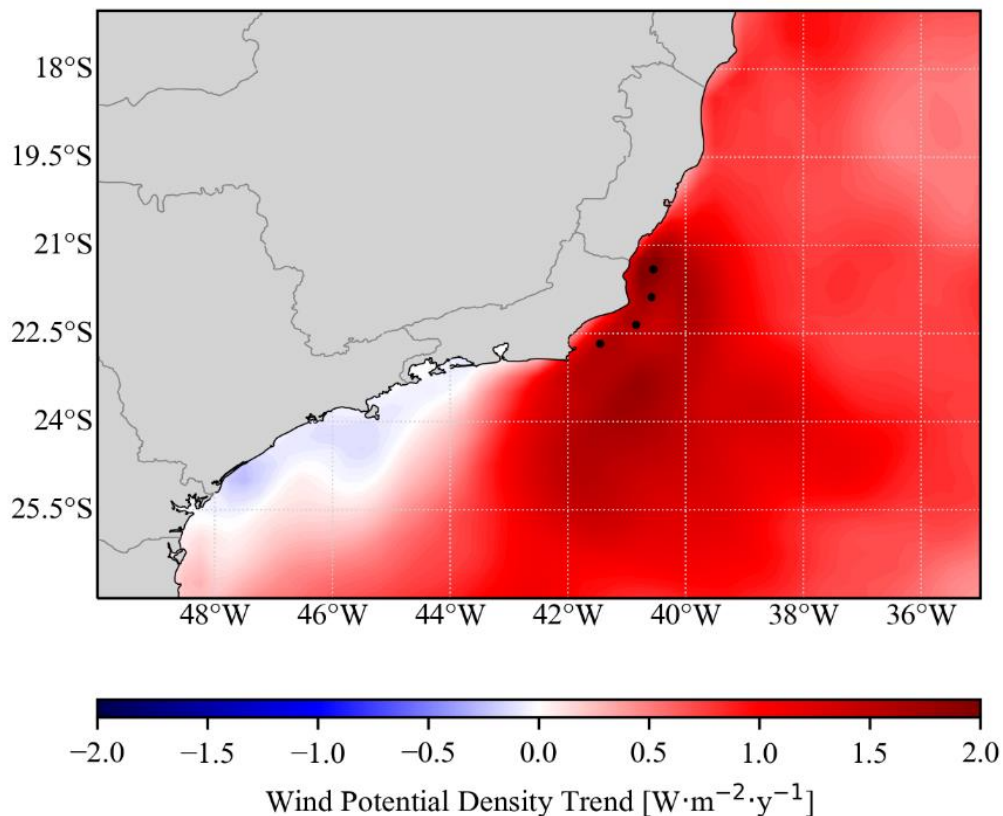 18°S
19.5°S
21°S
22.5°S
24°S
25.5°S
48°W 46°W 44°W 42°W 40°W 38°W 36°W
−2.0 −1.5 −1.0 −0.5 0.0 0.5 1.0 1.5 2.0
Wind Potential Density Trend [W·m⁻²·y⁻¹]